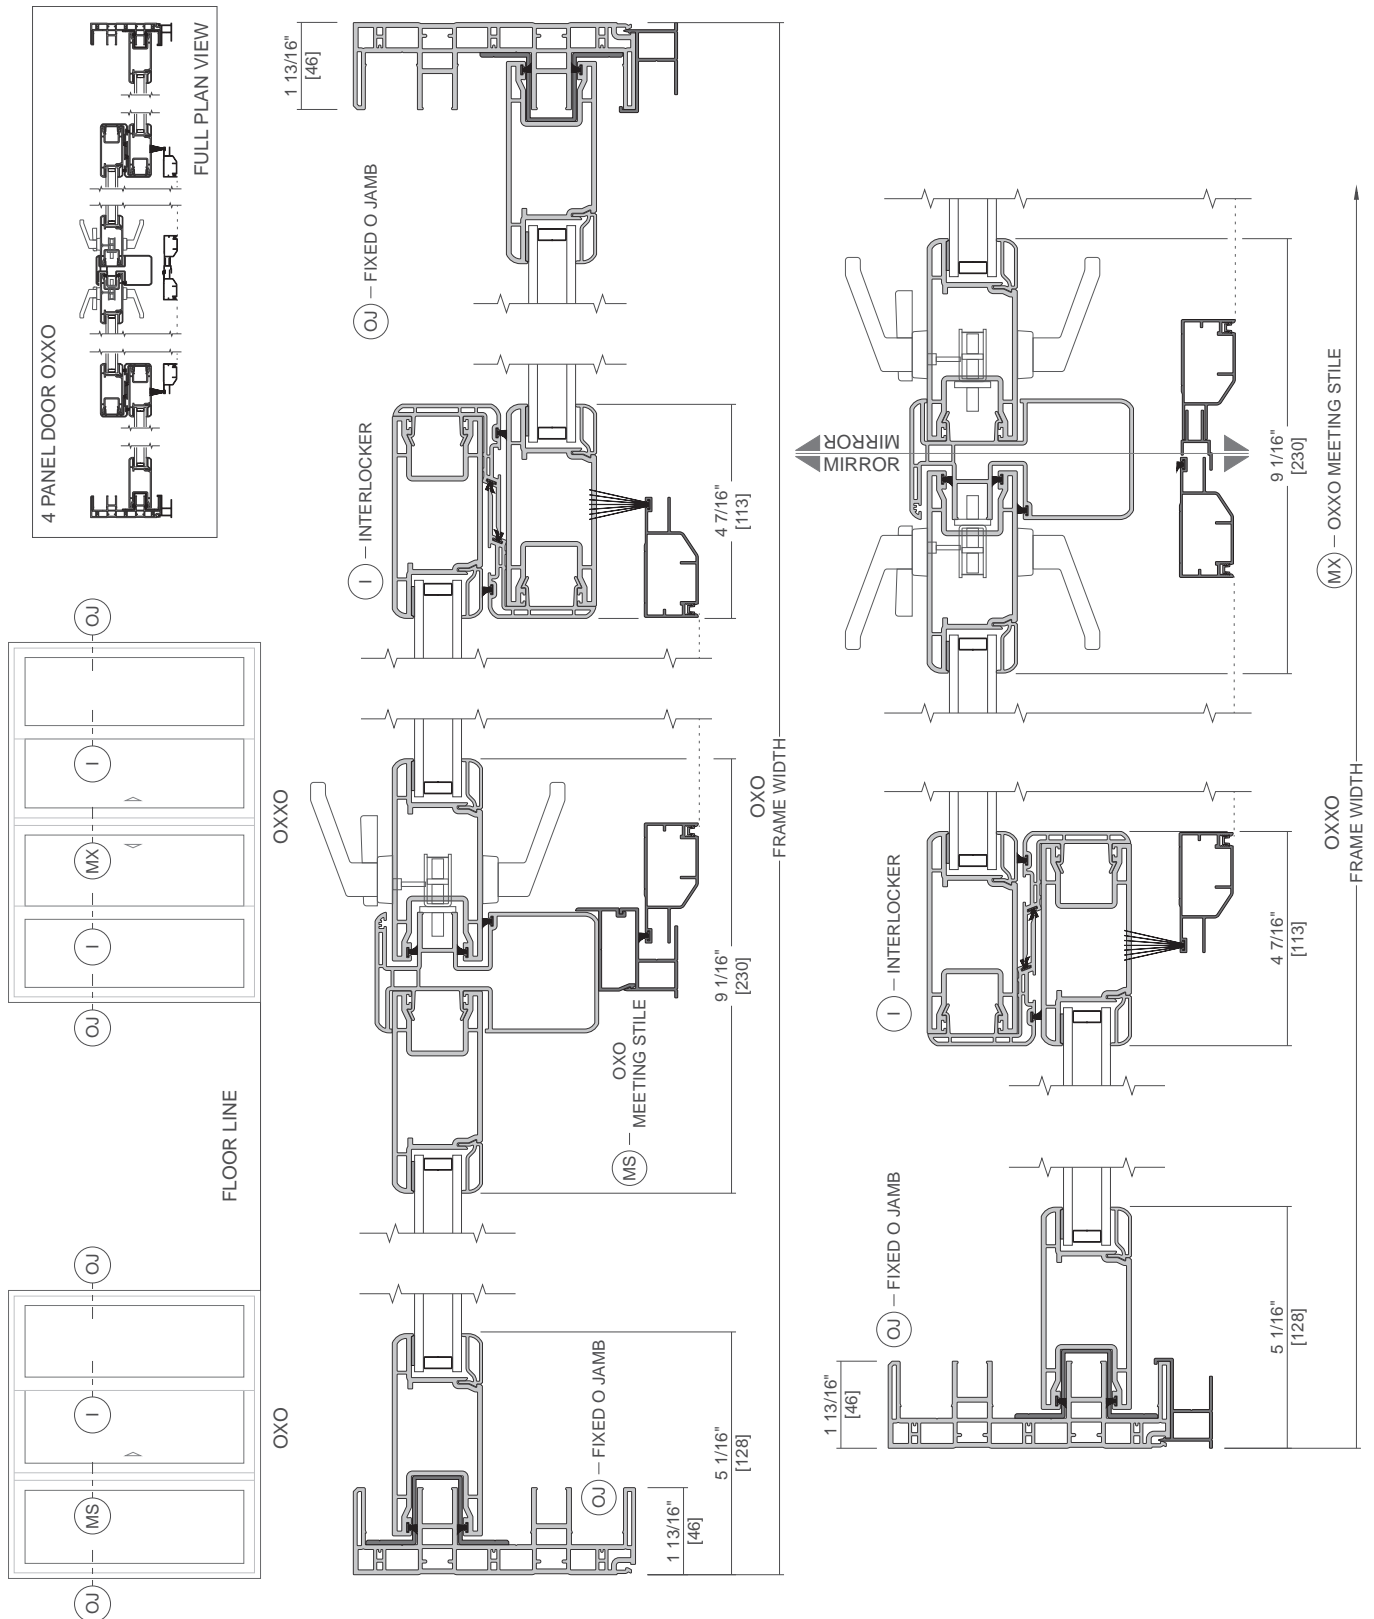 4 PANEL DOOR OXXO
FULL PLAN VIEW
OJ
I
MX
I
OJ
OXXO
FLOOR LINE
OJ
I
MS
OJ
OXO
1 13/16"
[46]
OJ — FIXED O JAMB
I — INTERLOCKER
4 7/16"
[113]
OXO
FRAME WIDTH
9 1/16"
[230]
OXO
MS — MEETING STILE
OJ — FIXED O JAMB
5 1/16"
[128]
1 13/16"
[46]
MIRROR
MIRROR
9 1/16"
[230]
MX — OXXO MEETING STILE
I — INTERLOCKER
4 7/16"
[113]
OXXO
FRAME WIDTH
OJ — FIXED O JAMB
1 13/16"
[46]
5 1/16"
[128]